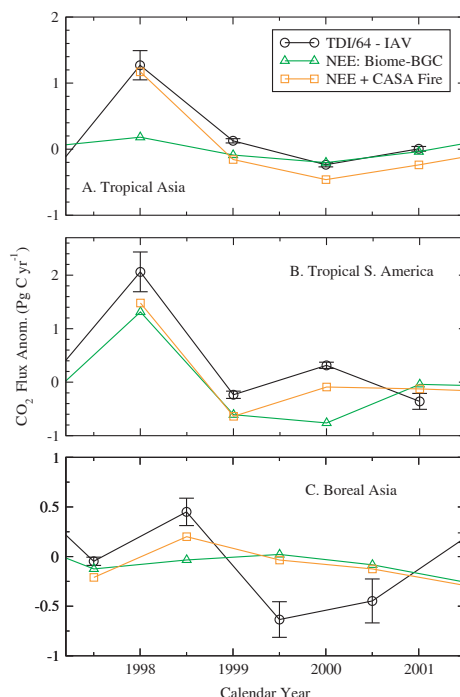 2
TDI/64 - IAV
NEE: Biome-BGC
NEE + CASA Fire
1
0
A. Tropical Asia
-1
CO₂ Flux Anom. (Pg C yr⁻¹)
B. Tropical S. America
2
1
0
-1
1
C. Boreal Asia
0.5
0
-0.5
-1
1998 1999 2000 2001
Calendar Year